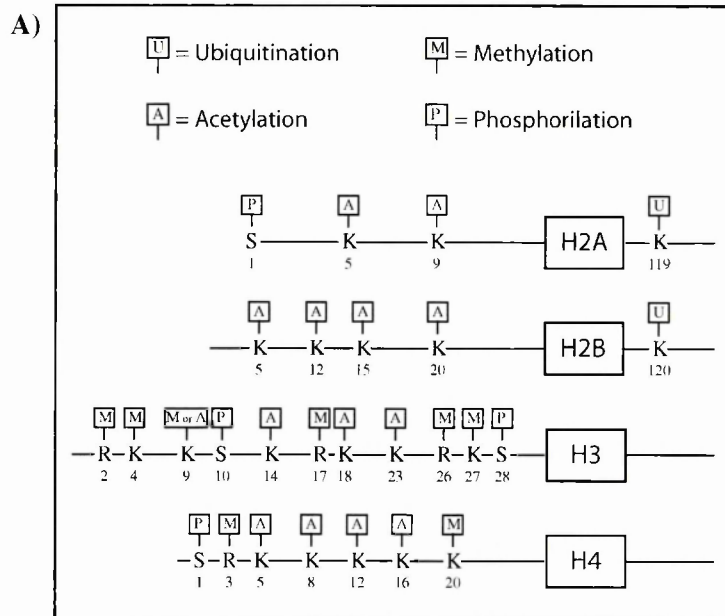 A)
U = Ubiquitination M = Methylation
A = Acetylation P = Phosphorilation
P A A U
S K K H2A K
1 5 9 119
A A A A U
K K K K H2B K
5 12 15 20 120
M M M or A P A M A A M M P
R K K S K R K K R K S H3
2 4 9 10 14 17 18 23 26 27 28
P M A A A A M
S R K K K K K H4
1 3 5 8 12 16 20